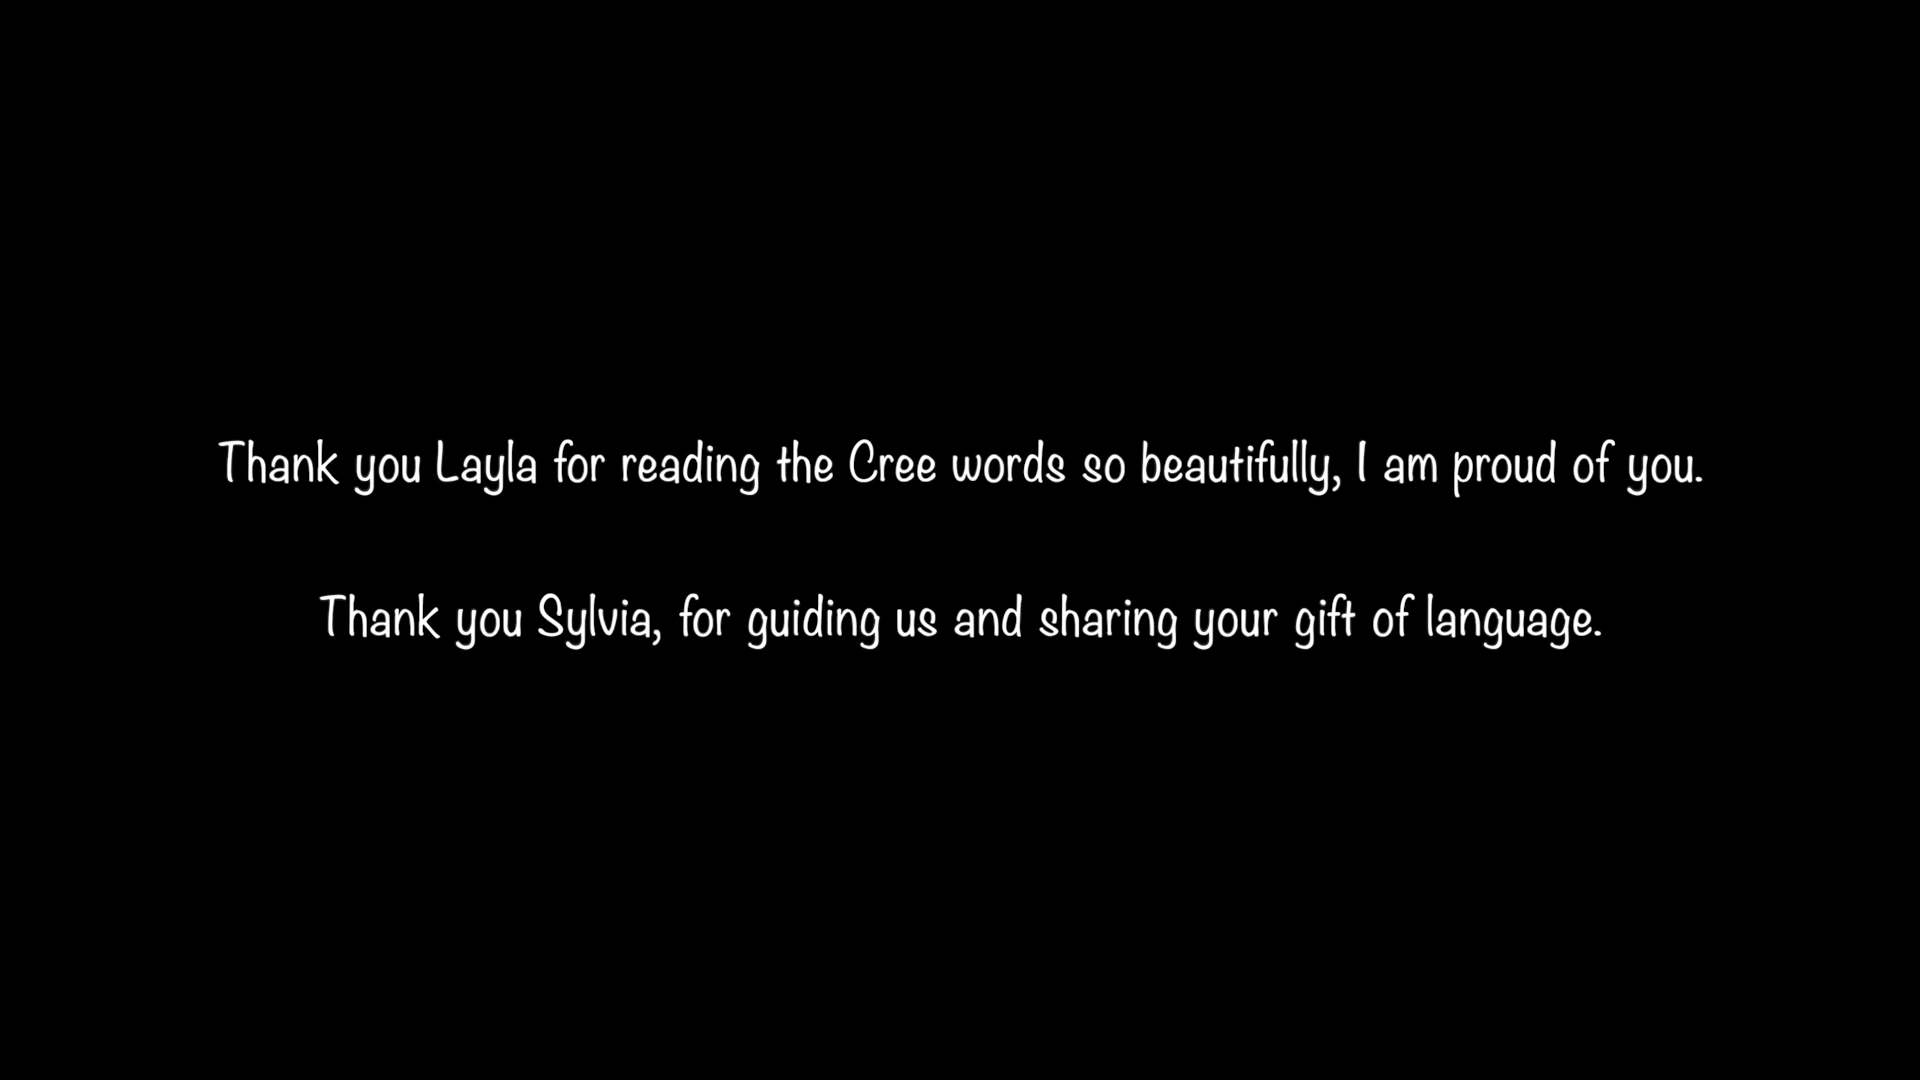 Thank you Layla for reading the Cree words so beautifully, I am proud of you.
Thank you Sylvia, for guiding us and sharing your gift of language.